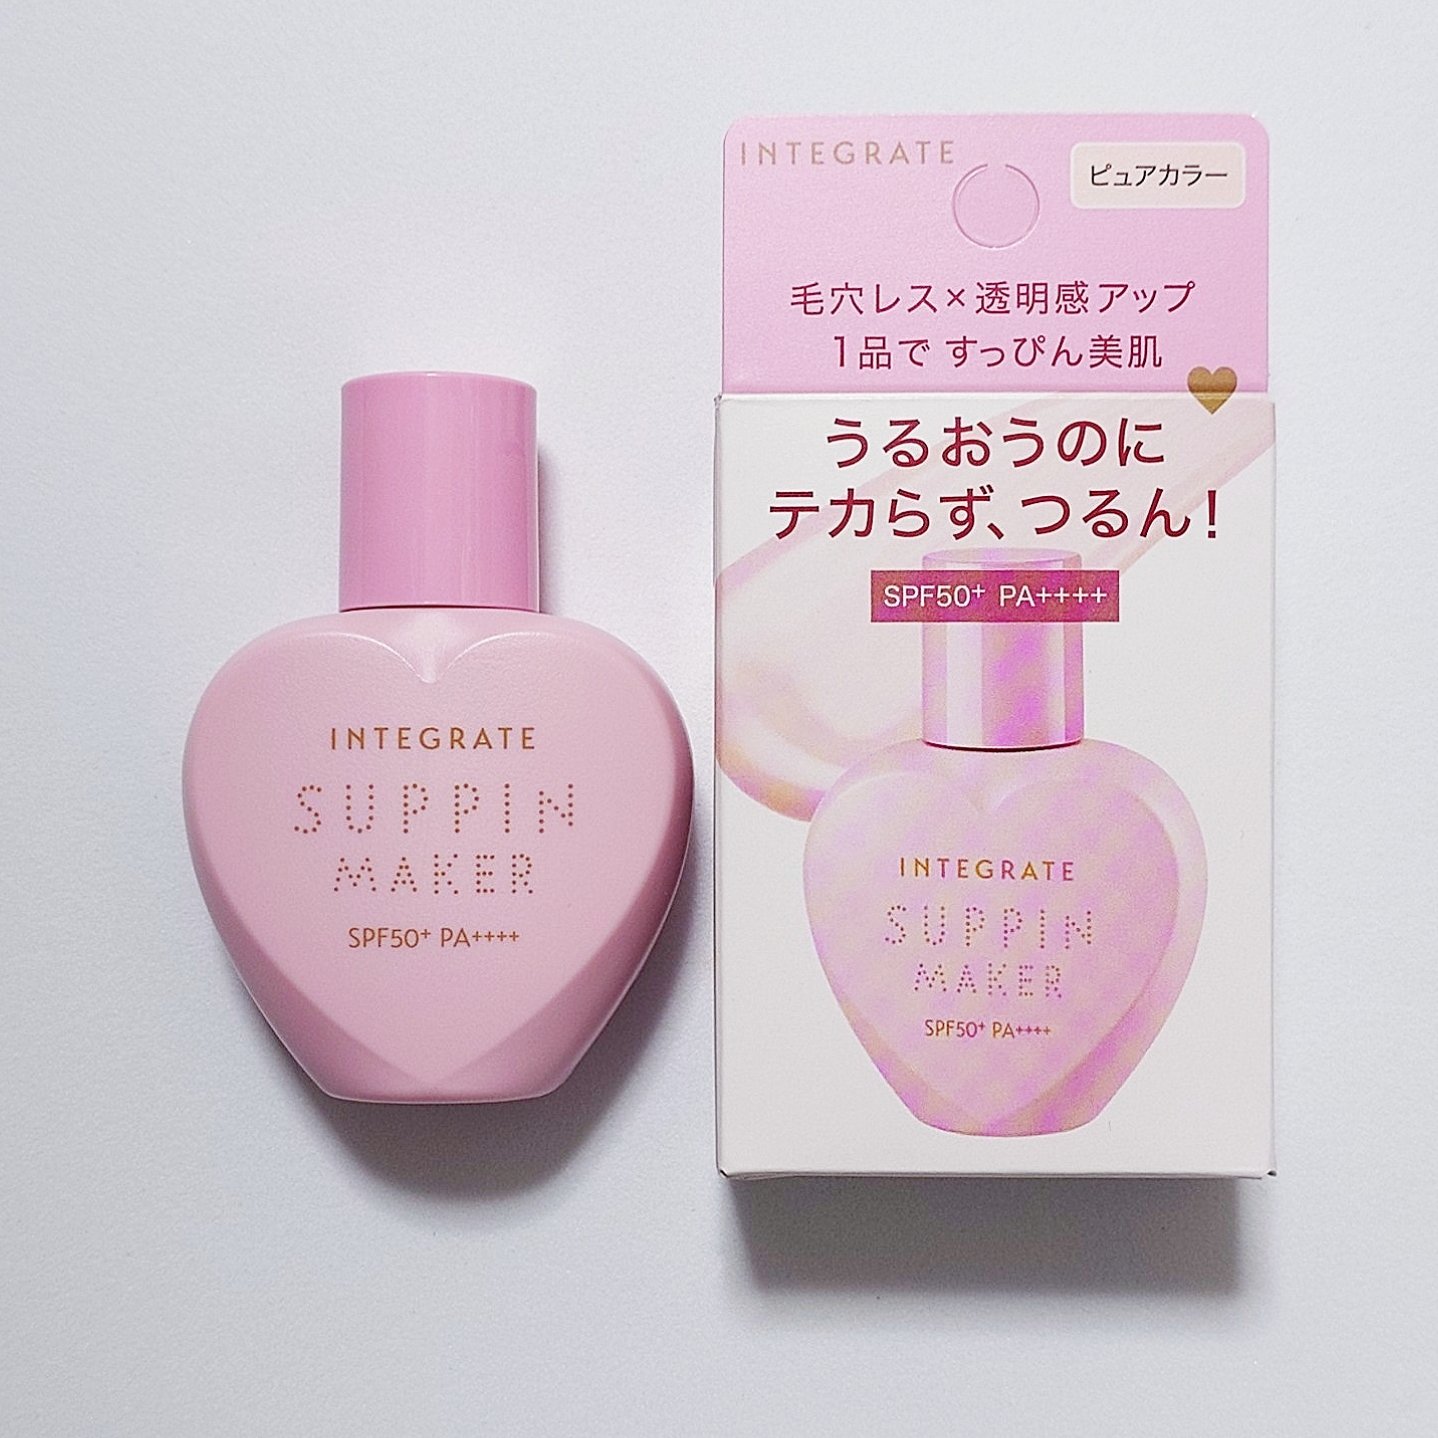 INTEGRATE
SUPPIN
MAKER
SPF50⁺ PA⁺⁺⁺⁺
INTEGRATE
ピュアカラー
毛穴レス×透明感アップ
1品で すっぴん美肌
うるおうのに
テカらず、つるん!
SPF50⁺ PA++++
INTEGRATE
SUPPIN
MAKER
SPF50⁺ PA⁺⁺⁺⁺